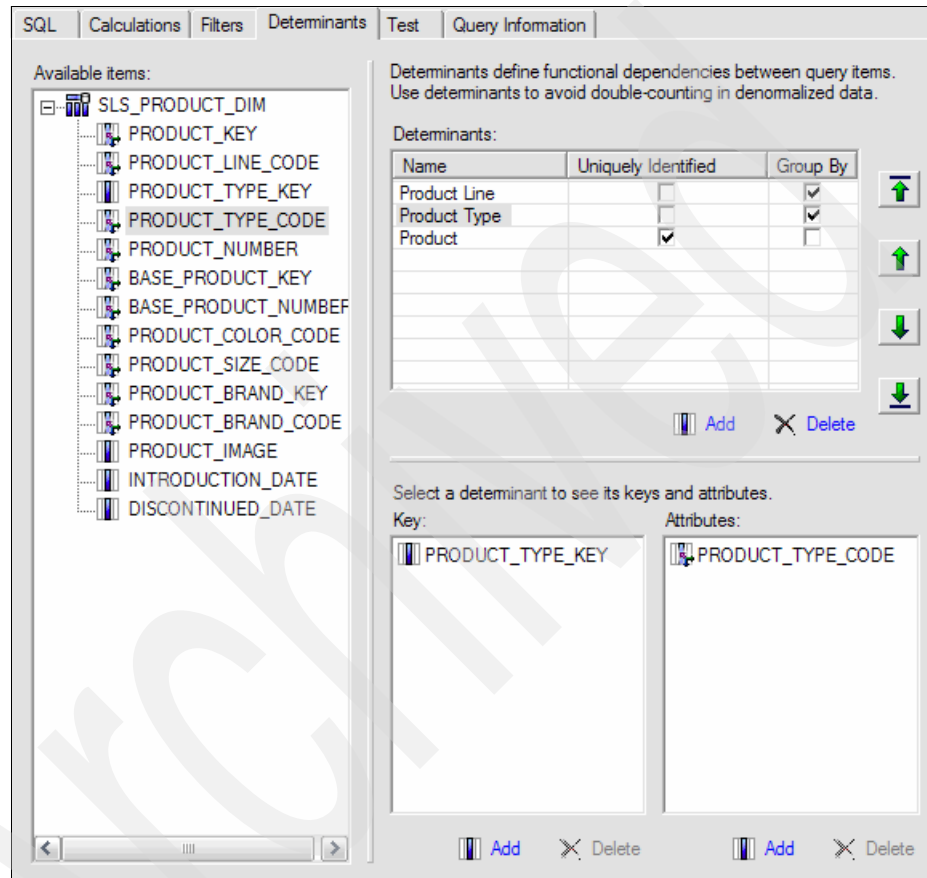 SQL Calculations Filters Determinants Test Query Information
Available items:
SLS_PRODUCT_DIM
PRODUCT_KEY
PRODUCT_LINE_CODE
PRODUCT_TYPE_KEY
PRODUCT_TYPE_CODE
PRODUCT_NUMBER
BASE_PRODUCT_KEY
BASE_PRODUCT_NUMBER
PRODUCT_COLOR_CODE
PRODUCT_SIZE_CODE
PRODUCT_BRAND_KEY
PRODUCT_BRAND_CODE
PRODUCT_IMAGE
INTRODUCTION_DATE
DISCONTINUED_DATE
Determinants define functional dependencies between query items.
Use determinants to avoid double-counting in denormalized data.
Determinants:
Name Uniquely Identified Group By
Product Line
Product Type
Product
Add Delete
Select a determinant to see its keys and attributes.
Key: Attributes:
PRODUCT_TYPE_KEY PRODUCT_TYPE_CODE
Add Delete Add Delete